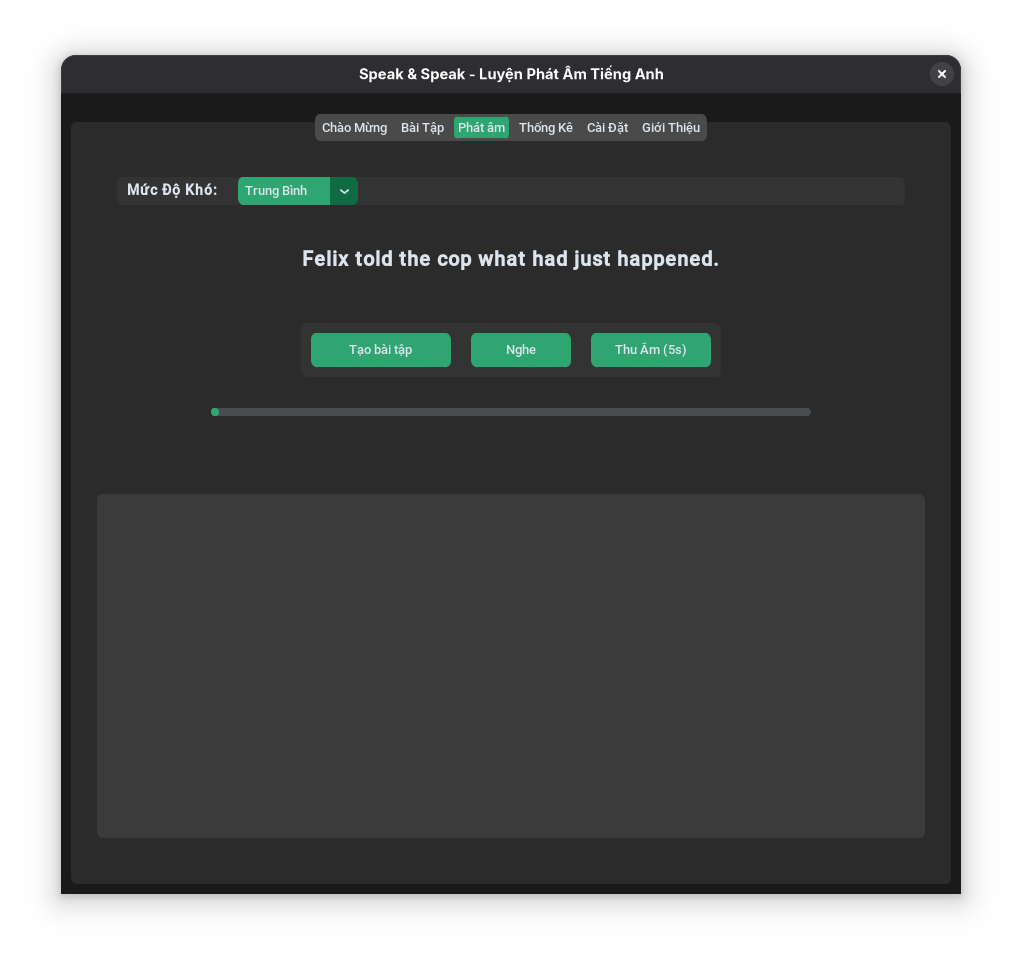 Speak & Speak - Luyện Phát Âm Tiếng Anh
Chào Mừng Bài Tập Phát âm Thống Kê Cài Đặt Giới Thiệu
Mức Độ Khó: Trung Bình
Felix told the cop what had just happened.
Tạo bài tập Nghe Thu Âm (5s)